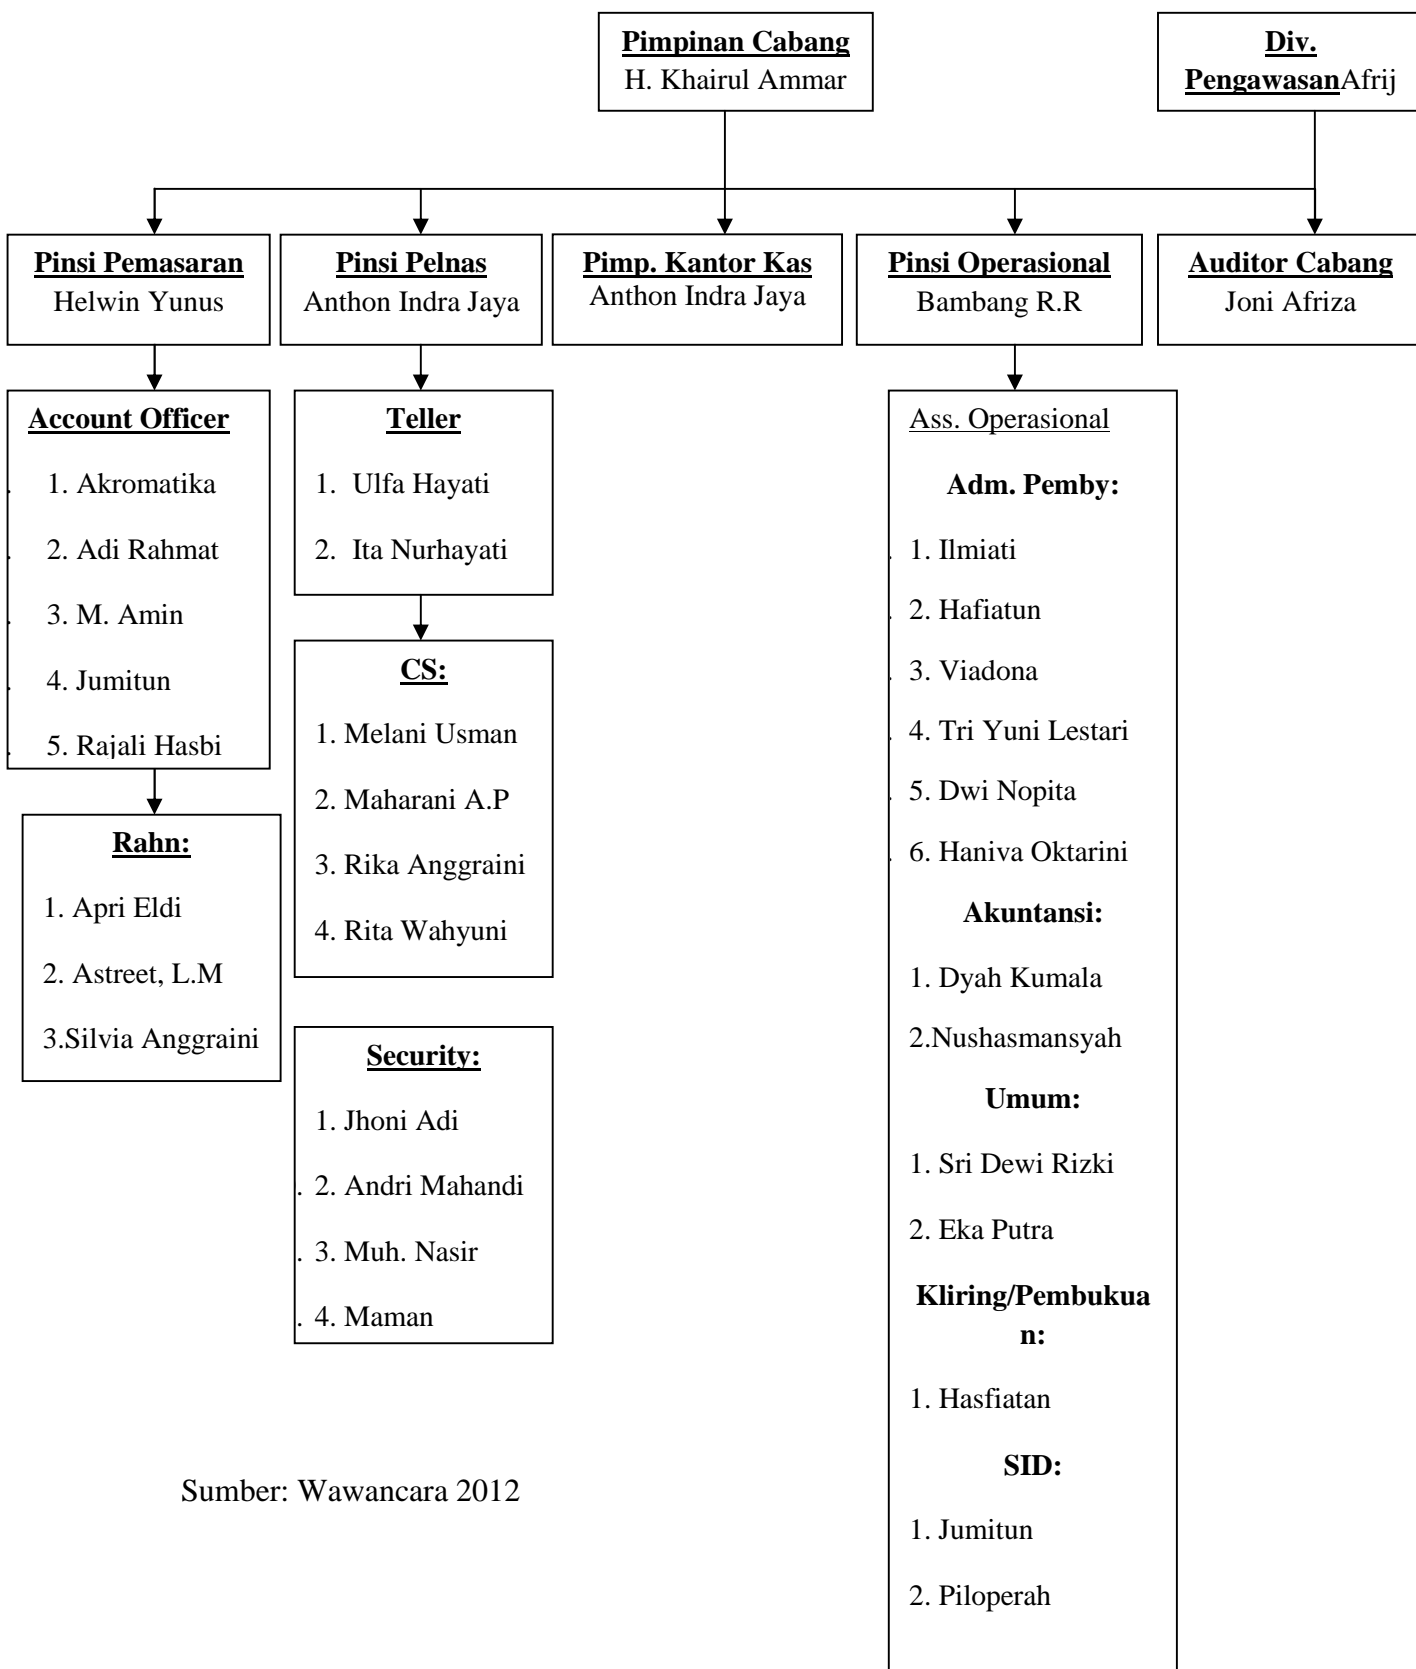 Pimpinan Cabang
H. Khairul Ammar
Div.
PengawasanAfrij
Pinsi Pemasaran
Helwin Yunus
Pinsi Pelnas
Anthon Indra Jaya
Pimp. Kantor Kas
Anthon Indra Jaya
Pinsi Operasional
Bambang R.R
Auditor Cabang
Joni Afriza
Account Officer
1. Akromatika
2. Adi Rahmat
3. M. Amin
4. Jumitun
5. Rajali Hasbi
Rahn:
1. Apri Eldi
2. Astreet, L.M
3.Silvia Anggraini
Teller
1. Ulfa Hayati
2. Ita Nurhayati
CS:
1. Melani Usman
2. Maharani A.P
3. Rika Anggraini
4. Rita Wahyuni
Security:
1. Jhoni Adi
2. Andri Mahandi
3. Muh. Nasir
4. Maman
Ass. Operasional
Adm. Pemby:
1. Ilmiati
2. Hafiatun
3. Viadona
4. Tri Yuni Lestari
5. Dwi Nopita
6. Haniva Oktarini
Akuntansi:
1. Dyah Kumala
2.Nushasmansyah
Umum:
1. Sri Dewi Rizki
2. Eka Putra
Kliring/Pembukua
n:
1. Hasfiatan
SID:
1. Jumitun
2. Piloperah
Sumber: Wawancara 2012